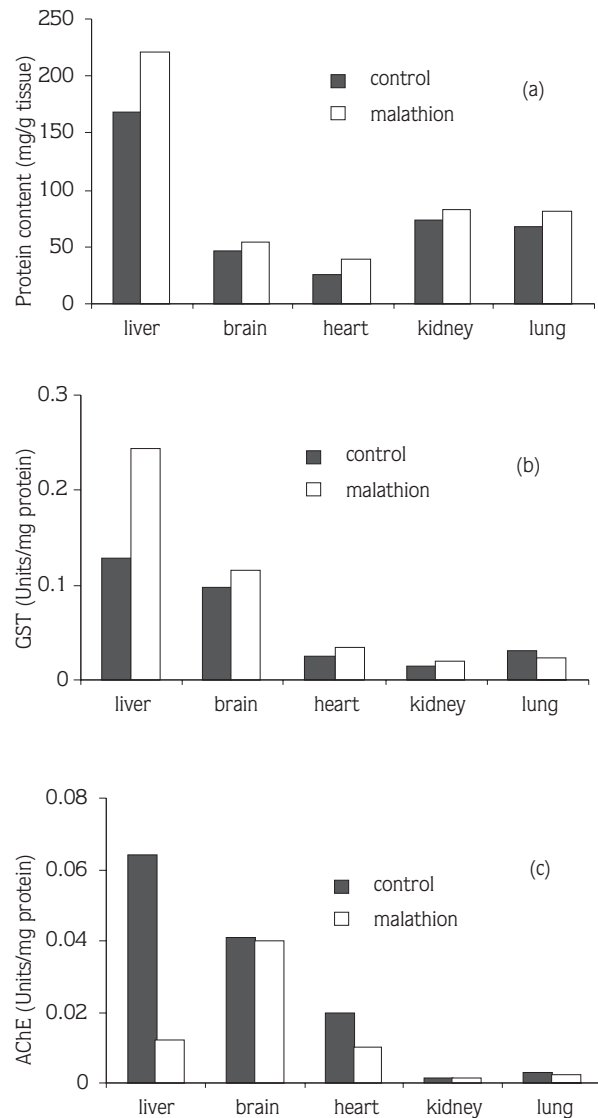 Protein content (mg/g tissue)
250
200
150
100
50
0
control
malathion
(a)
liver brain heart kidney lung
GST (Units/mg protein)
0.3
0.2
0.1
0
control
malathion
(b)
liver brain heart kidney lung
AChE (Units/mg protein)
0.08
0.06
0.04
0.02
0
control
malathion
(c)
liver brain heart kidney lung